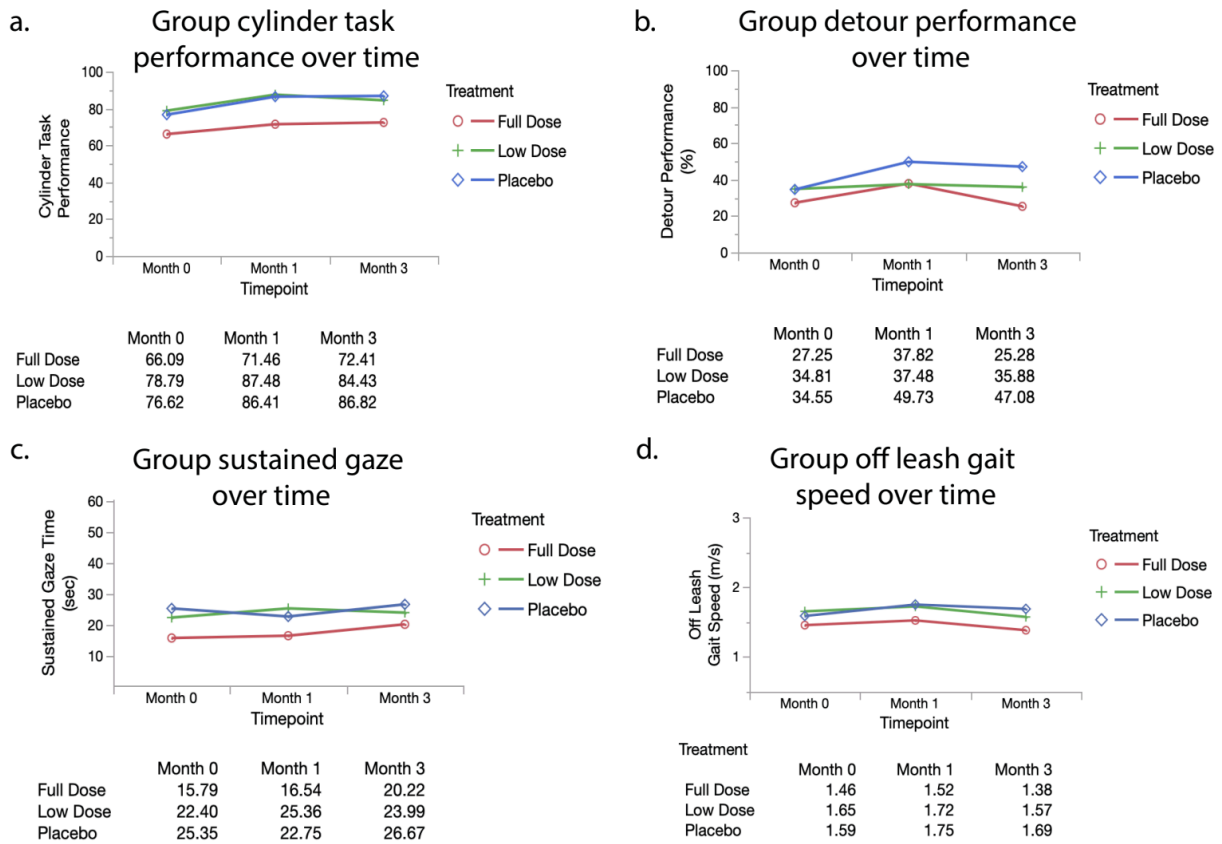 a.
Group cylinder task
performance over time
100
80
60
40
20
0
Cylinder Task
Performance
Month 0 Month 1 Month 3
Timepoint
Treatment
Full Dose
Low Dose
Placebo
Month 0 Month 1 Month 3
Full Dose 66.09 71.46 72.41
Low Dose 78.79 87.48 84.43
Placebo 76.62 86.41 86.82
b.
Group detour performance
over time
100
80
60
40
20
0
Detour Performance
(%)
Month 0 Month 1 Month 3
Timepoint
Treatment
Full Dose
Low Dose
Placebo
Month 0 Month 1 Month 3
Full Dose 27.25 37.82 25.28
Low Dose 34.81 37.48 35.88
Placebo 34.55 49.73 47.08
c.
Group sustained gaze
over time
60
50
40
30
20
10
Sustained Gaze Time
(sec)
Month 0 Month 1 Month 3
Timepoint
Treatment
Full Dose
Low Dose
Placebo
Month 0 Month 1 Month 3
Full Dose 15.79 16.54 20.22
Low Dose 22.40 25.36 23.99
Placebo 25.35 22.75 26.67
d.
Group off leash gait
speed over time
3
2
1
Off Leash
Gait Speed (m/s)
Month 0 Month 1 Month 3
Timepoint
Treatment
Full Dose
Low Dose
Placebo
Treatment
Month 0 Month 1 Month 3
Full Dose 1.46 1.52 1.38
Low Dose 1.65 1.72 1.57
Placebo 1.59 1.75 1.69